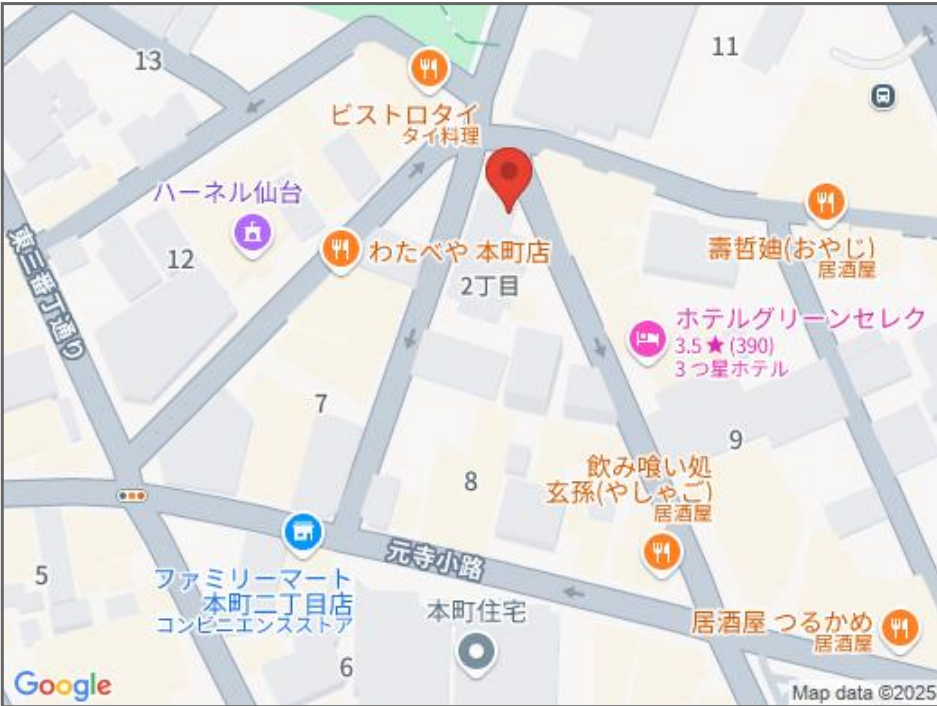 13
11
ビストロタイ
タイ料理
ハーネル仙台
12
わたべや 本町店
2丁目
壽哲廸(おやじ)
居酒屋
東三番丁通り
ホテルグリーンセレク
3.5★(390)
3 つ星ホテル
7
9
8
飲み喰い処
玄孫(やしゃご)
居酒屋
元寺小路
5
ファミリーマート
本町二丁目店
コンビニエンスストア
6
本町住宅
居酒屋 つるかめ
居酒屋
Google
Map data ©2025